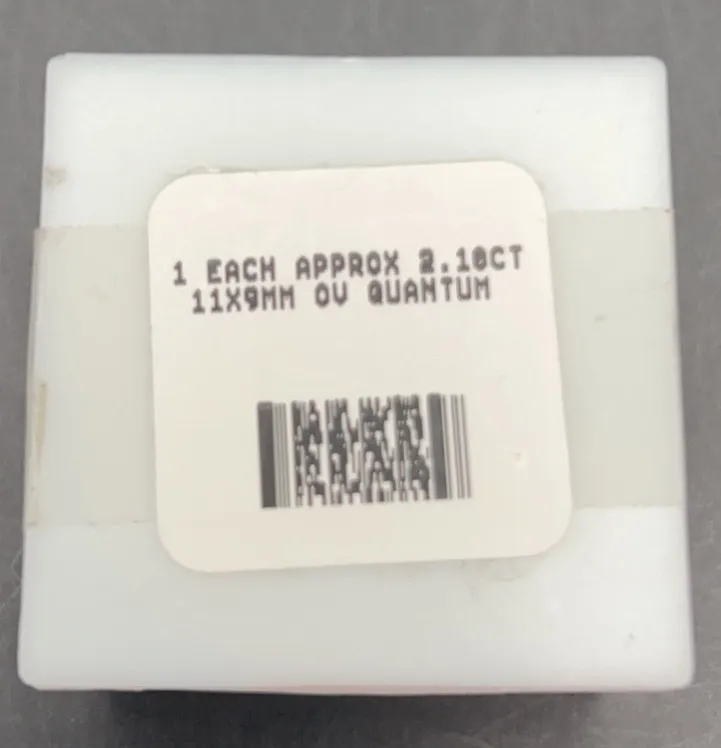 1 EACH APPROX 2.10CT
11X9MM OV QUANTUM